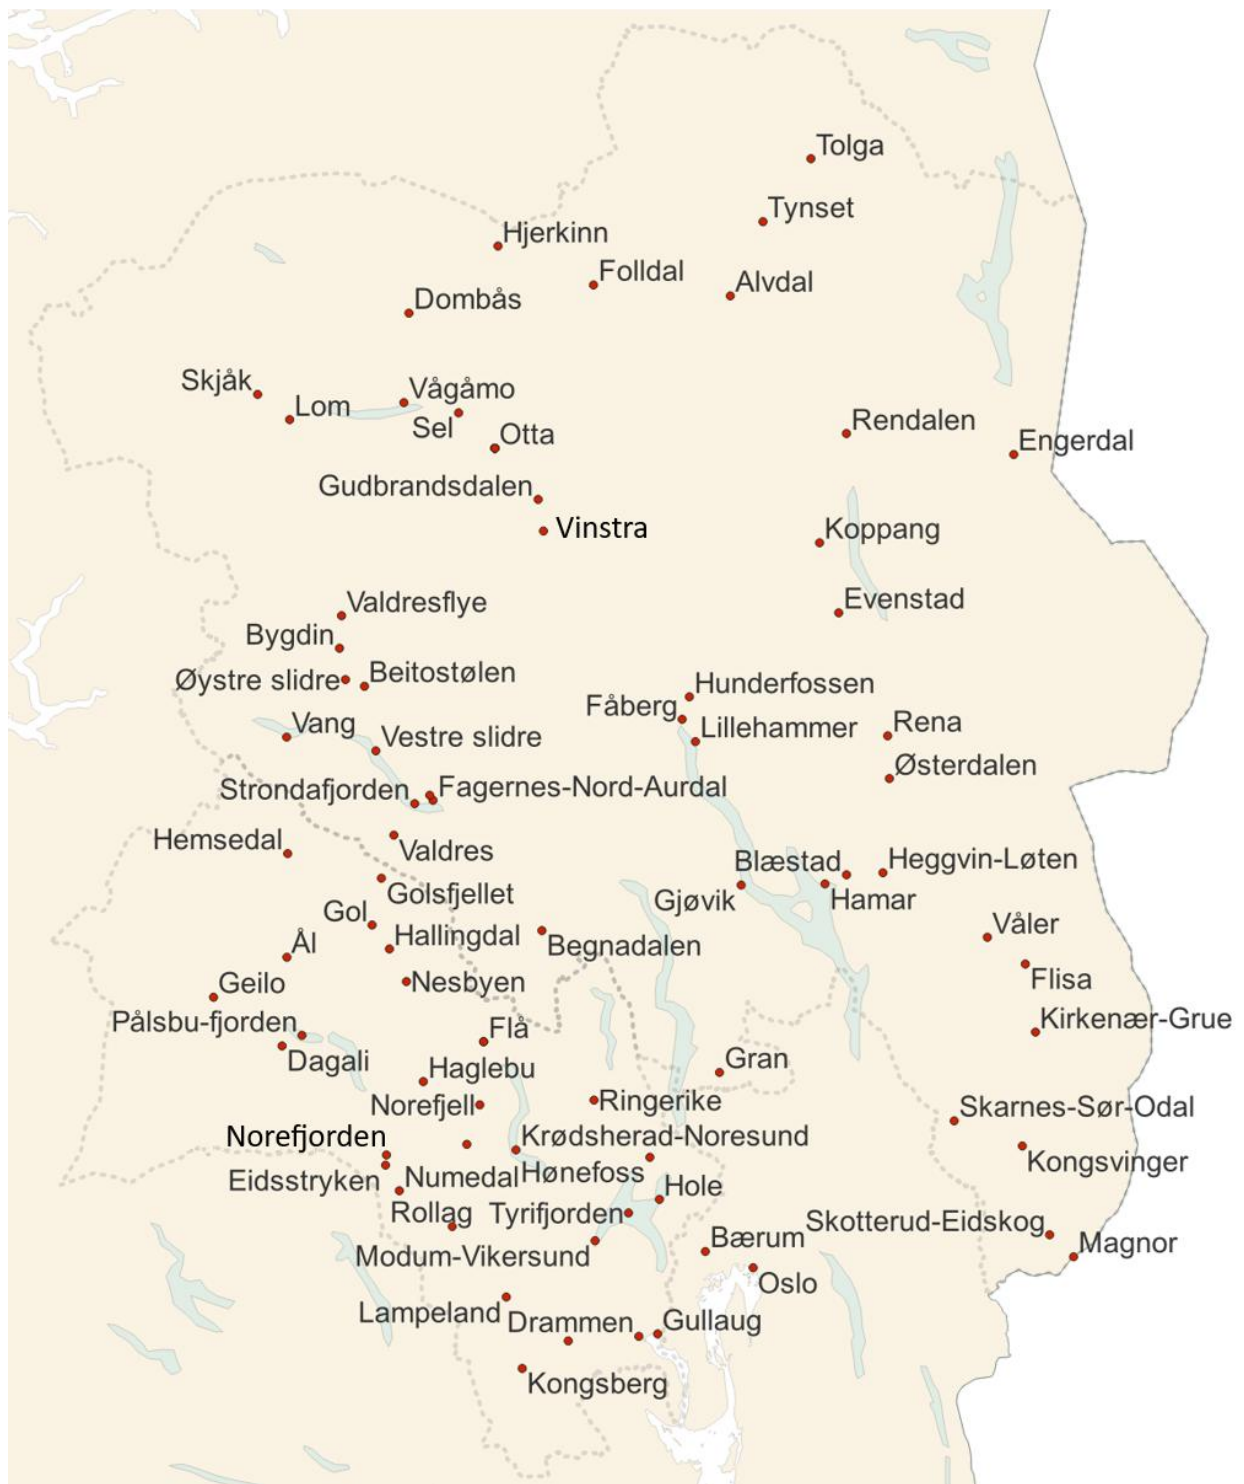 Tolga
Tynset
Hjerkinn
Folldal
Alvdal
Dombås
Skjåk
Lom
Vågåmo
Sel
Otta
Rendalen
Engerdal
Gudbrandsdalen
Vinstra
Koppang
Evenstad
Valdresflye
Bygdin
Øystre slidre
Beitostølen
Hunderfossen
Fåberg
Lillehammer
Rena
Vang
Vestre slidre
Østerdalen
Strondafjorden
Fagernes-Nord-Aurdal
Hemsedal
Valdres
Blæstad
Heggvin-Løten
Golsfjellet
Gjøvik
Hamar
Gol
Hallingdal
Begnadalen
Våler
Ål
Flisa
Geilo
Nesbyen
Pålsbu-fjorden
Flå
Kirkenær-Grue
Dagali
Haglebu
Gran
Norefjell
Ringerike
Skarnes-Sør-Odal
Norefjorden
Krødsherad-Noresund
Kongsvinger
Eidsstryken
Numedal
Hønefoss
Hole
Rollag
Tyrifjorden
Skotterud-Eidskog
Modum-Vikersund
Bærum
Magnor
Oslo
Lampeland
Drammen
Gullaug
Kongsberg